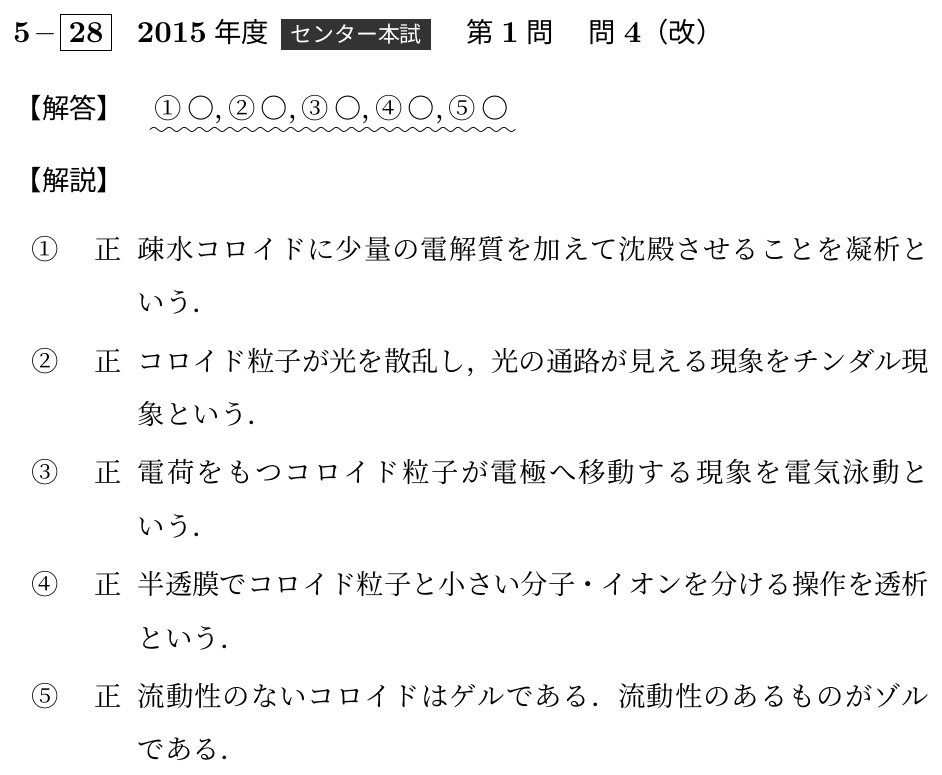 5–28 2015 年度 センター本試 第 1 問 問 4（改）
【解答】 ① ○, ② ○, ③ ○, ④ ○, ⑤ ○
【解説】
① 正 疎水コロイドに少量の電解質を加えて沈殿させることを凝析と
いう．
② 正 コロイド粒子が光を散乱し，光の通路が見える現象をチンダル現
象という．
③ 正 電荷をもつコロイド粒子が電極へ移動する現象を電気泳動と
いう．
④ 正 半透膜でコロイド粒子と小さい分子・イオンを分ける操作を透析
という．
⑤ 正 流動性のないコロイドはゲルである．流動性のあるものがゾル
である．